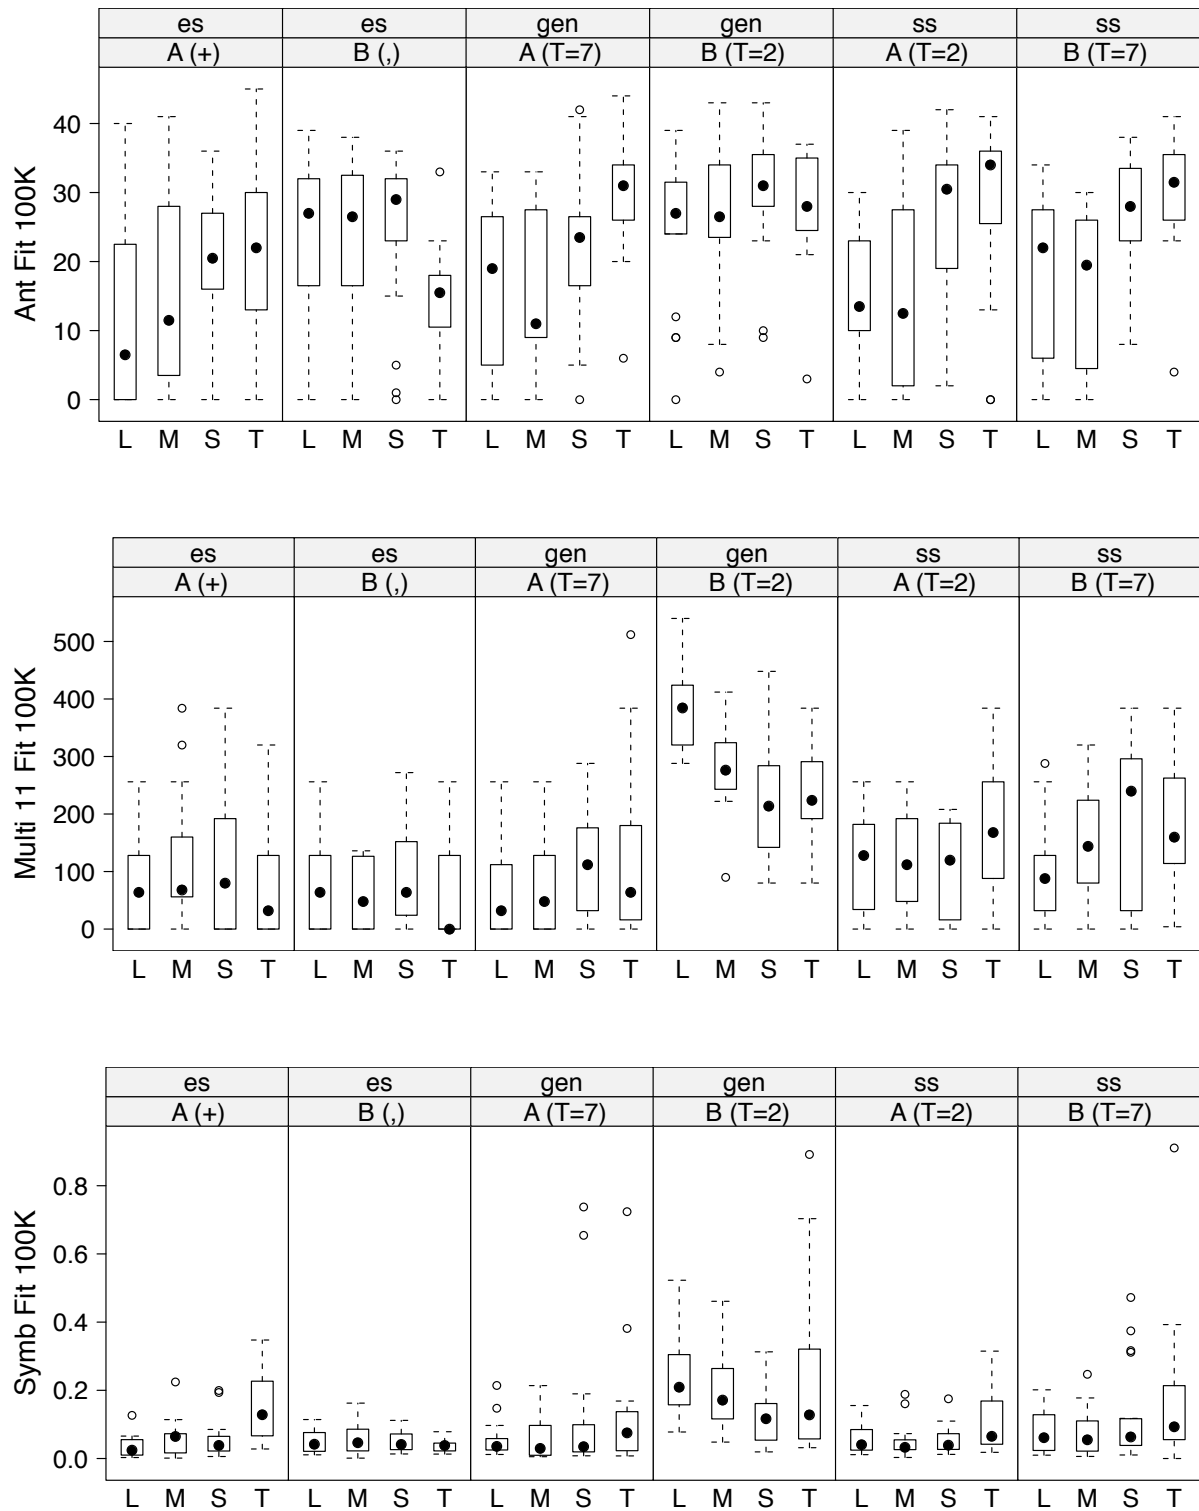 es es gen gen ss ss
A (+) B (,) A (T=7) B (T=2) A (T=2) B (T=7)
Ant Fit 100K
40
30
20
10
0
L M S T L M S T L M S T L M S T L M S T L M S T
es es gen gen ss ss
A (+) B (,) A (T=7) B (T=2) A (T=2) B (T=7)
Multi 11 Fit 100K
500
400
300
200
100
0
L M S T L M S T L M S T L M S T L M S T L M S T
es es gen gen ss ss
A (+) B (,) A (T=7) B (T=2) A (T=2) B (T=7)
Symb Fit 100K
0.8
0.6
0.4
0.2
0.0
L M S T L M S T L M S T L M S T L M S T L M S T